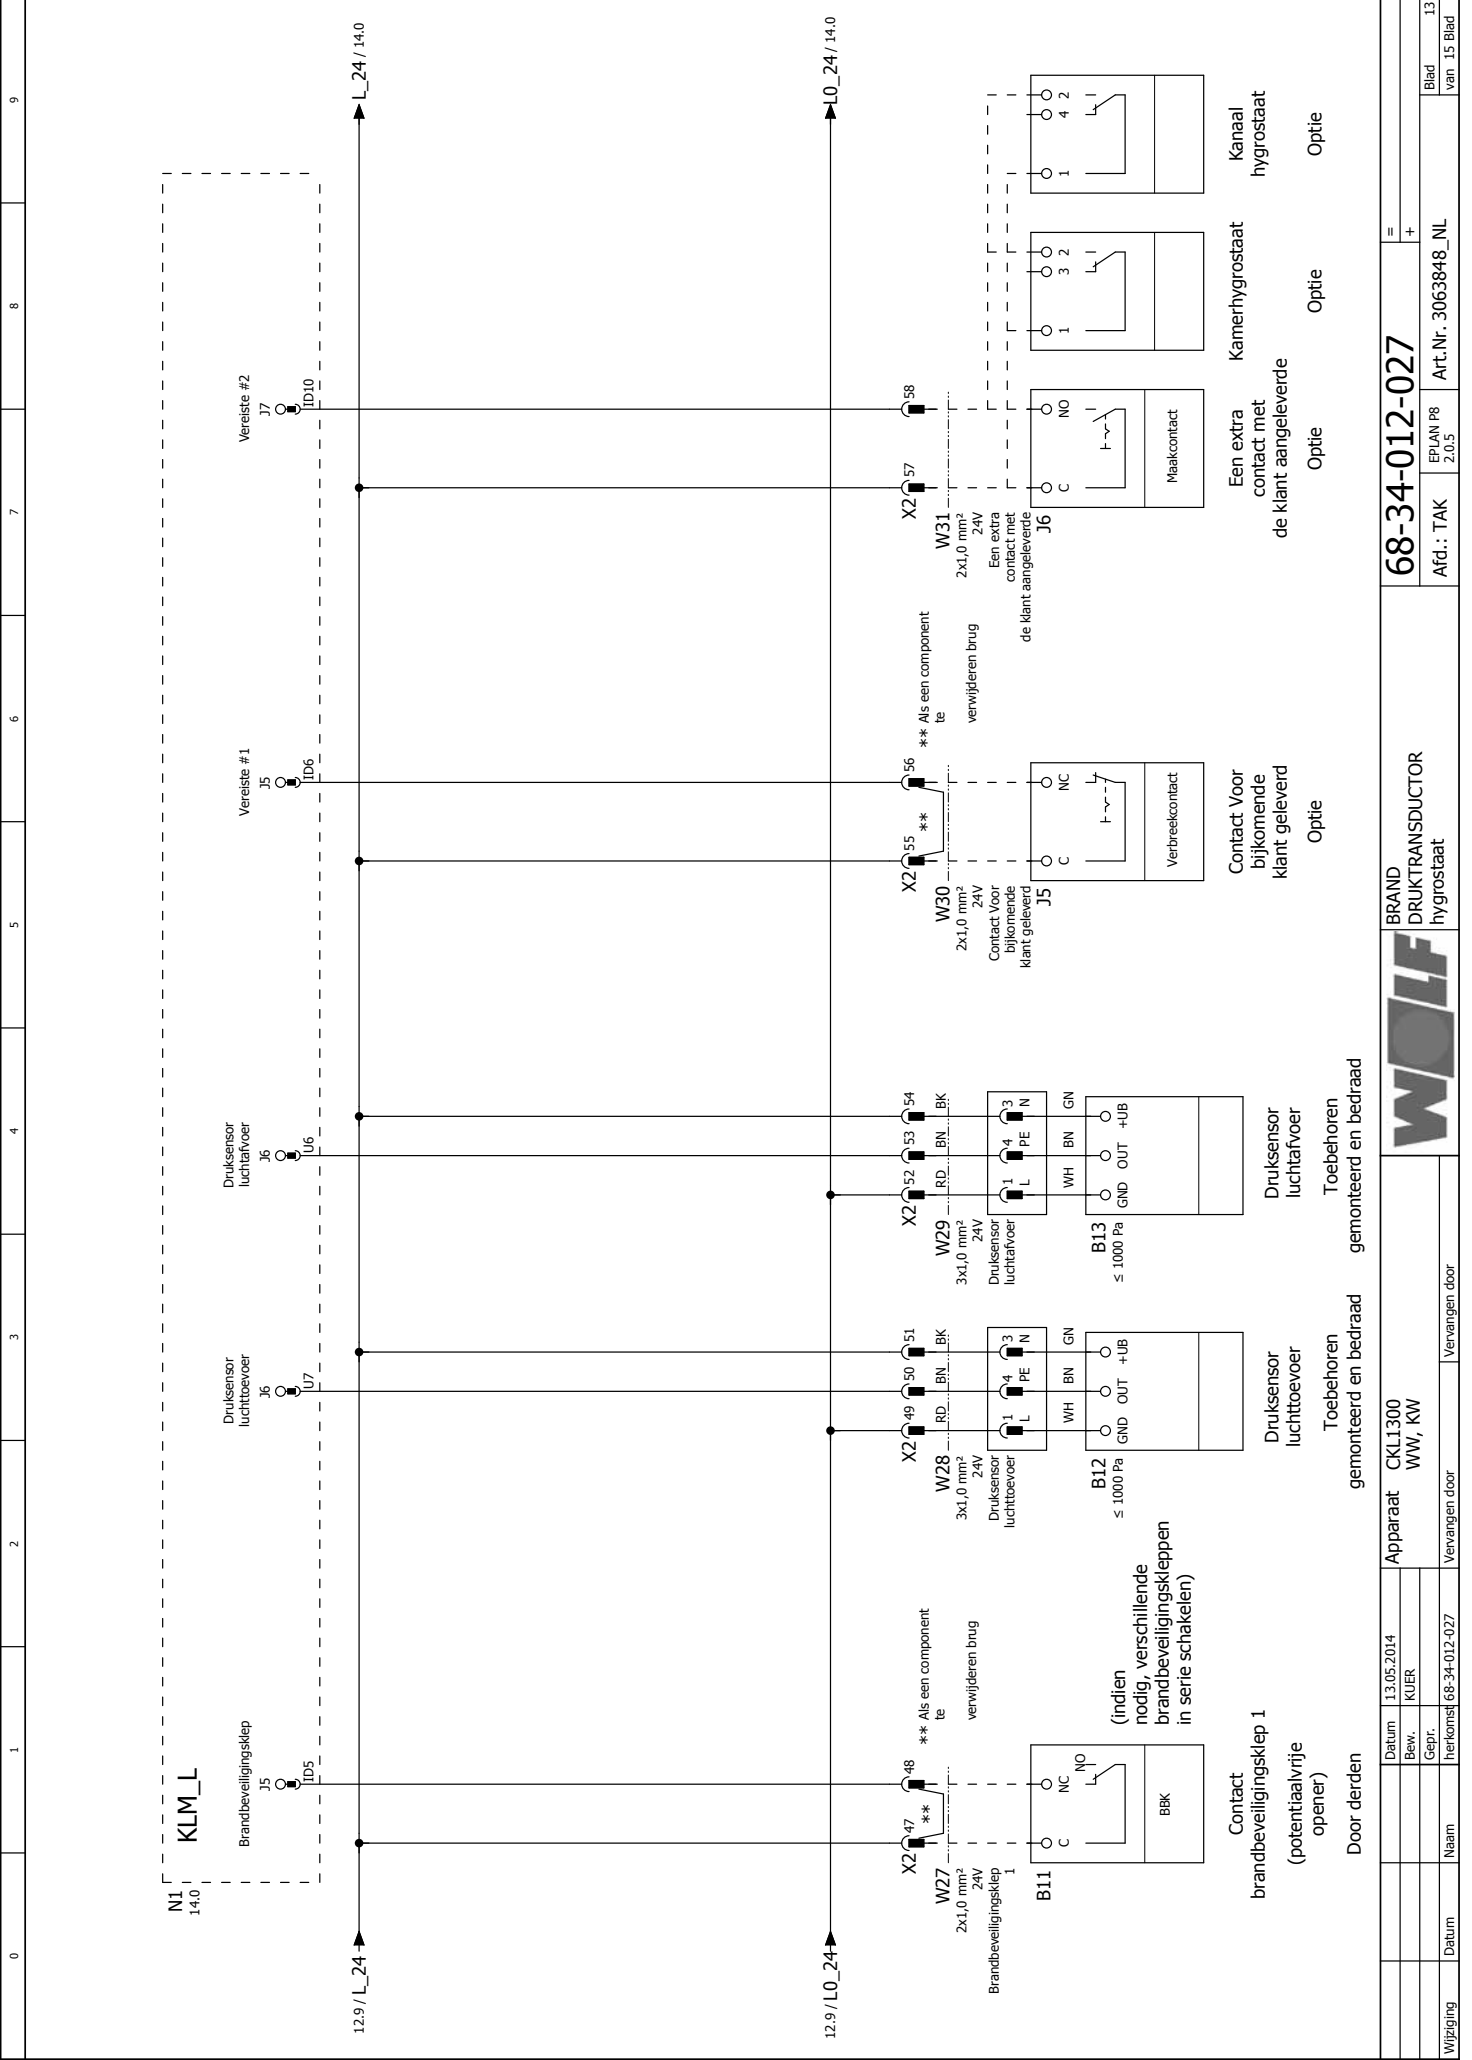 0 1 2 3 4 5 6 7 8 9
N1
14.0
KLM_L
Brandbeveiligingsklep
J5
ID5
Druksensor
luchttoevoer
J6
U7
Druksensor
luchtafvoer
J6
U6
Vereiste #1
J5
ID6
Vereiste #2
J7
ID10
12.9 / L_24
L_24 / 14.0
12.9 / L0_24
L0_24 / 14.0
X2 47 48
**
** Als een component
te
verwijderen brug
W27
2x1,0 mm²
24V
Brandbeveiligingsklep
1
B11
C NC NO
BBK
(indien
nodig, verschillende
brandbeveiligingskleppen
in serie schakelen)
Contact
brandbeveiligingsklep 1
(potentiaalvrije
opener)
Door derden
X2 49 50 51
RD BN BK
W28
3x1,0 mm²
24V
Druksensor
luchttoevoer
1 4 3
L PE N
WH BN GN
B12
≤ 1000 Pa
GND OUT +UB
Druksensor
luchttoevoer
Toebehoren
gemonteerd en bedraad
X2 52 53 54
RD BN BK
W29
3x1,0 mm²
24V
Druksensor
luchtafvoer
1 4 3
L PE N
WH BN GN
B13
≤ 1000 Pa
GND OUT +UB
Druksensor
luchtafvoer
Toebehoren
gemonteerd en bedraad
X2 55 56
**
** Als een component
te
verwijderen brug
W30
2x1,0 mm²
24V
Contact Voor
bijkomende
klant geleverd
J5
C NC
Verbreekcontact
Contact Voor
bijkomende
klant geleverd
Optie
X2 57 58
W31
2x1,0 mm²
24V
Een extra
contact met
de klant aangeleverde
J6
C NO
Maakcontact
Een extra
contact met
de klant aangeleverde
Optie
1 3 2
Kamerhygrostaat
Optie
1 4 2
Kanaal
hygrostaat
Optie
Wijziging Datum Naam
Datum 13.05.2014
Bew. KUER
Gepr.
herkomst 68-34-012-027
Apparaat CKL1300
WW, KW
Vervangen door Vervangen door
WOLF
BRAND
DRUKTRANSDUCTOR
hygrostaat
68-34-012-027
=
+
Afd.: TAK
EPLAN P8
2.0.5
Art.Nr. 3063848_NL
Blad 13
van 15 Blad